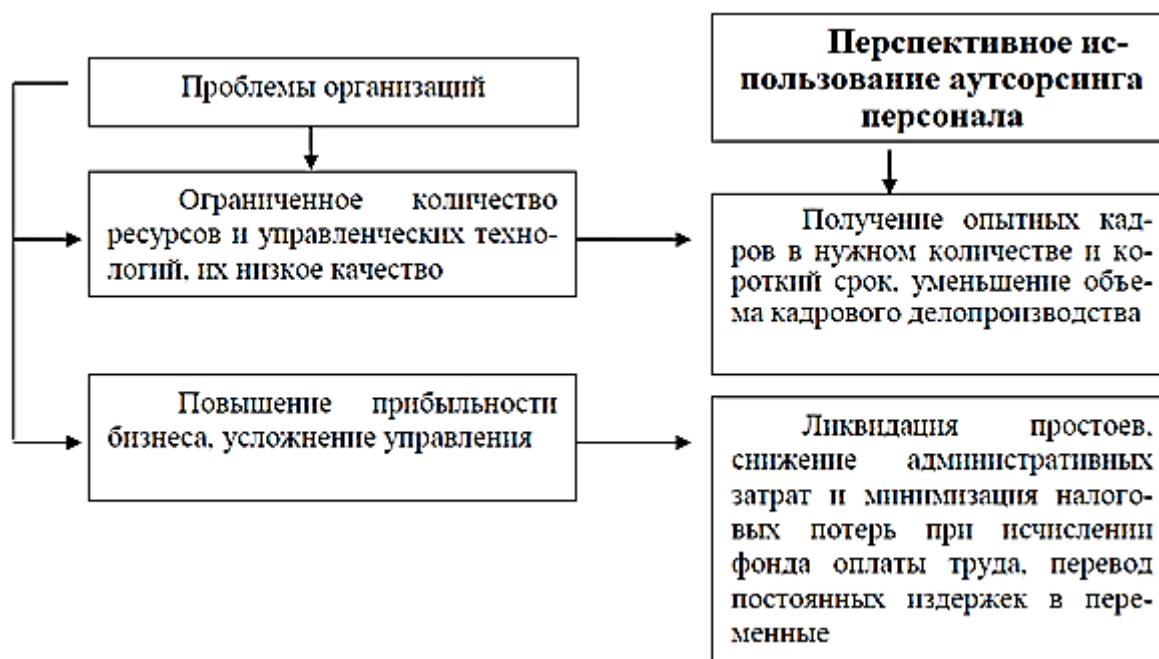 Проблемы организаций
Перспективное ис-
пользование аутсорсинга
персонала
Ограниченное количество
ресурсов и управленческих техно-
логий, их низкое качество
Получение опытных кад-
ров в нужном количестве и ко-
роткий срок, уменьшение объе-
ма кадрового делопроизводства
Повышение прибыльности
бизнеса, усложнение управления
Ликвидация простоев,
снижение административных
затрат и минимизация налого-
вых потерь при исчислении
фонда оплаты труда, перевод
постоянных издержек в пере-
менные